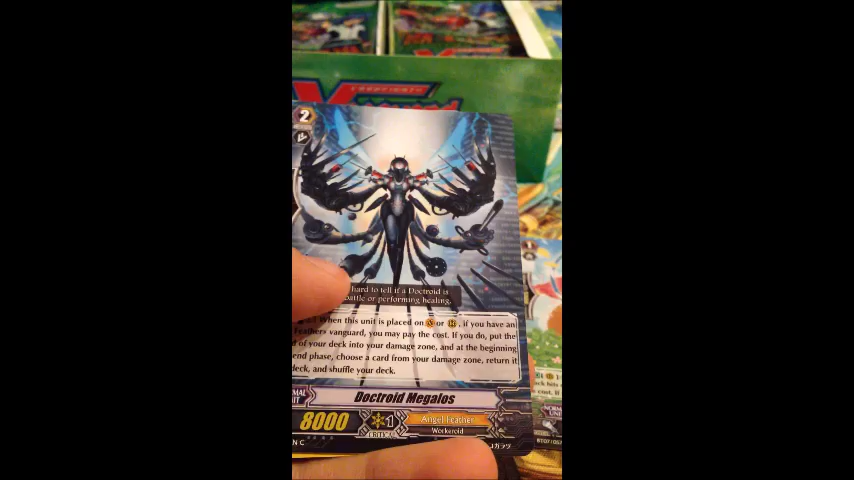 2
hard to tell if a Doctroid is
battle or performing healing.
When this unit is placed on or , if you have an
Feather» vanguard, you may pay the cost. If you do, put the
of your deck into your damage zone, and at the beginning
end phase, choose a card from your damage zone, return it
deck, and shuffle your deck.
Doctroid Megalos
8000
1
CRITICAL
Angel Feather
Workeroid